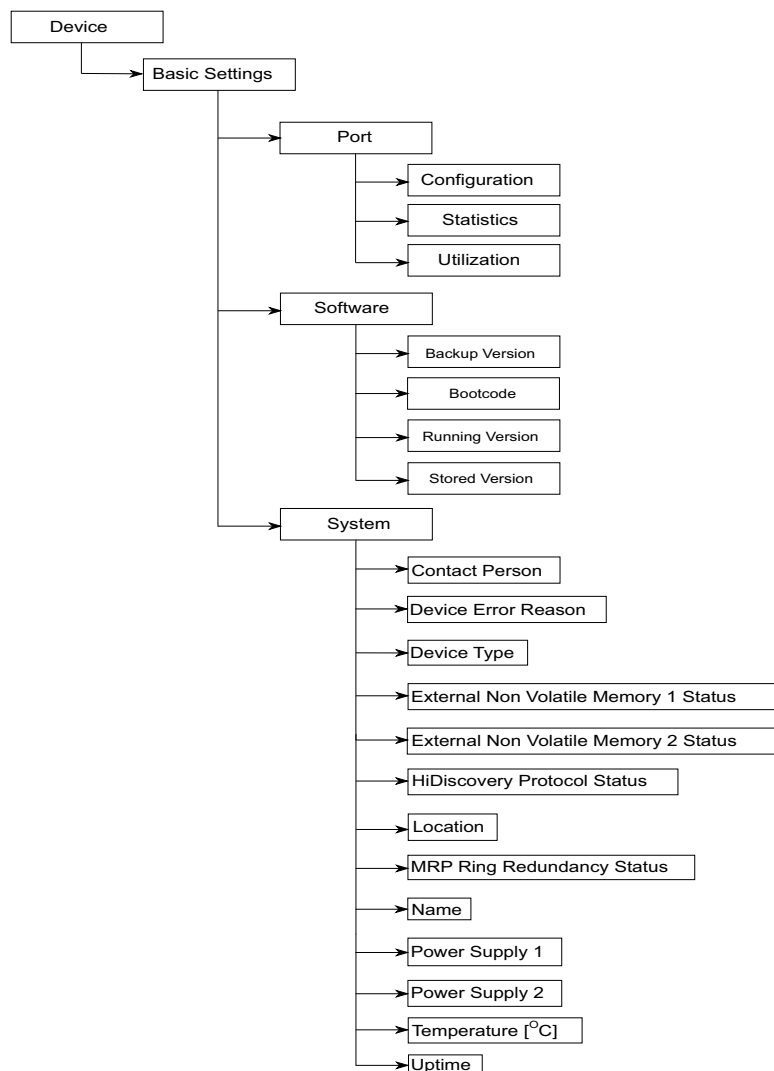 Device
Basic Settings
Port
Configuration
Statistics
Utilization
Software
Backup Version
Bootcode
Running Version
Stored Version
System
Contact Person
Device Error Reason
Device Type
External Non Volatile Memory 1 Status
External Non Volatile Memory 2 Status
HiDiscovery Protocol Status
Location
MRP Ring Redundancy Status
Name
Power Supply 1
Power Supply 2
Temperature [OC]
Uptime